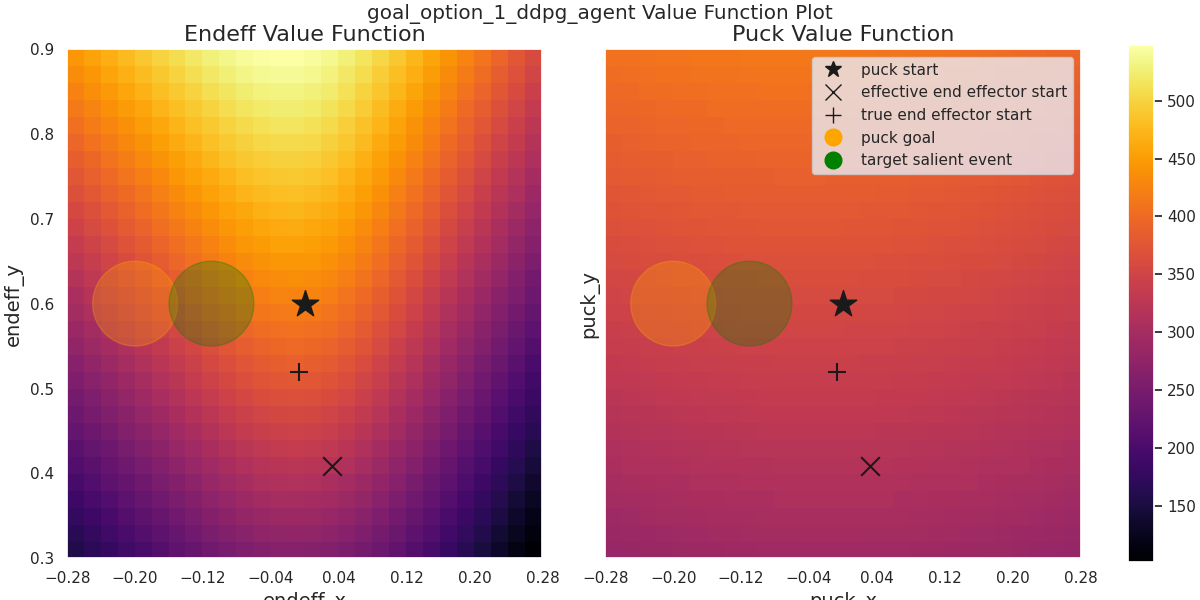 goal_option_1_ddpg_agent Value Function Plot
Endeff Value Function
Puck Value Function
0.9
0.8
0.7
0.6
0.5
0.4
0.3
endeff_y
−0.28 −0.20 −0.12 −0.04 0.04 0.12 0.20 0.28
endeff_x
puck_y
puck start
effective end effector start
true end effector start
puck goal
target salient event
−0.28 −0.20 −0.12 −0.04 0.04 0.12 0.20 0.28
puck_x
500
450
400
350
300
250
200
150